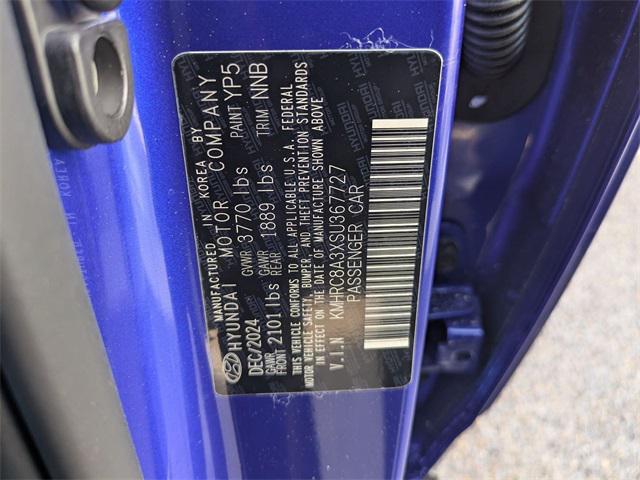 MANUFACTURED IN KOREA BY
HYUNDAI MOTOR COMPANY
DEC/2024 GVWR 3770 lbs PAINT YP5
GAWR FRONT 2101 lbs GAWR REAR 1889 lbs TRIM NNB
THIS VEHICLE CONFORMS TO ALL APPLICABLE U.S.A. FEDERAL
MOTOR VEHICLE SAFETY, BUMPER, AND THEFT PREVENTION STANDARDS
IN EFFECT ON THE DATE OF MANUFACTURE SHOWN ABOVE
V.I.N KMHRC8A3XSU367727
PASSENGER CAR